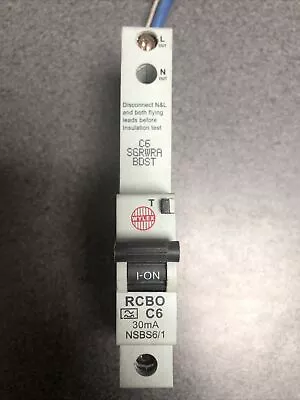 L
OUT
N
OUT
Disconnect N&L
and both flying
leads before
Insulation test
C6
SGRWRA
BDST
T
WYLEX
I-ON
RCBO
C6
30mA
NSBS6/1